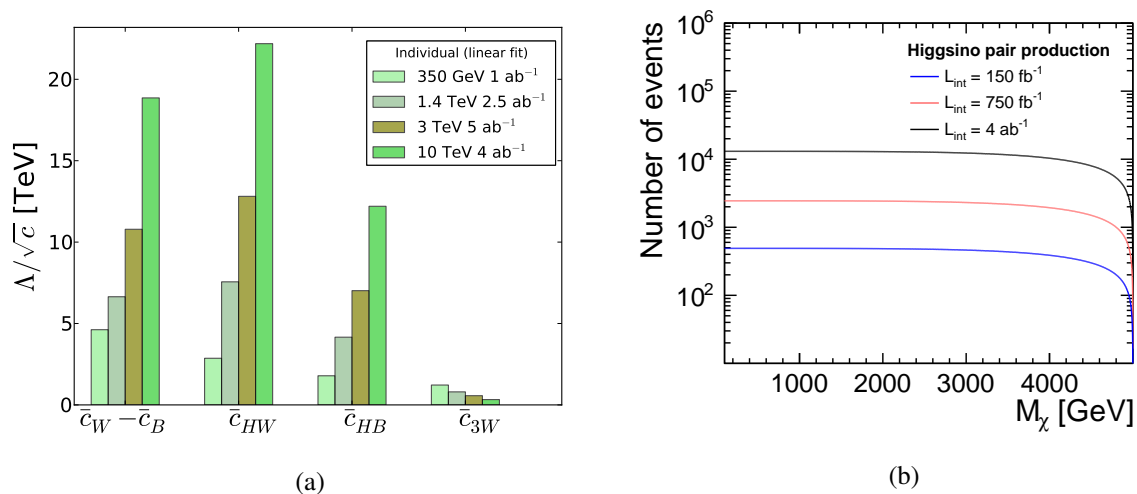 Λ/√c [TeV]
20
15
10
5
0
Individual (linear fit)
350 GeV 1 ab⁻¹
1.4 TeV 2.5 ab⁻¹
3 TeV 5 ab⁻¹
10 TeV 4 ab⁻¹
c̄_W − c̄_B
c̄_HW
c̄_HB
c̄_3W
(a)
Number of events
10⁶
10⁵
10⁴
10³
10²
Higgsino pair production
L_int = 150 fb⁻¹
L_int = 750 fb⁻¹
L_int = 4 ab⁻¹
1000
2000
3000
4000
M_χ [GeV]
(b)